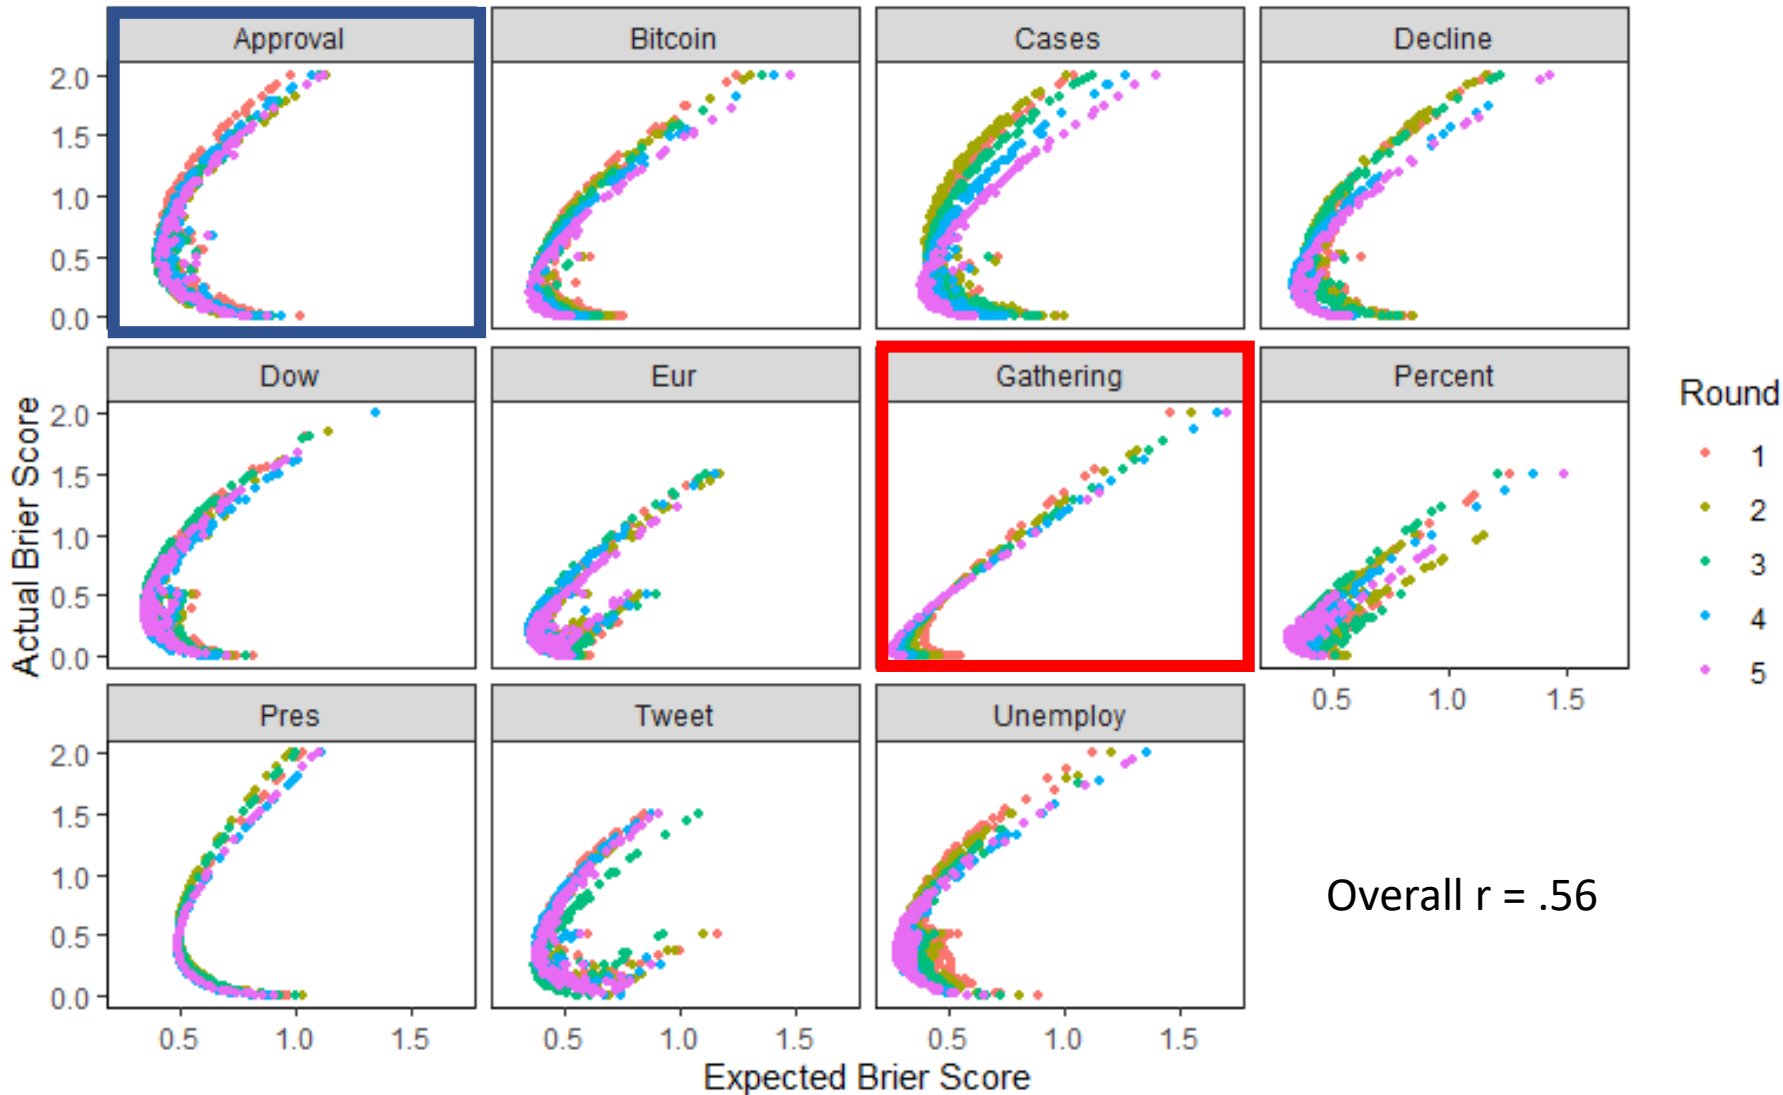 Approval Bitcoin Cases Decline
2.0
1.5
1.0
0.5
0.0
Dow Eur Gathering Percent
2.0
1.5
1.0
0.5
0.0
0.5 1.0 1.5
Pres Tweet Unemploy
2.0
1.5
1.0
0.5
0.0
0.5 1.0 1.5 0.5 1.0 1.5 0.5 1.0 1.5
Actual Brier Score
Expected Brier Score
Overall r = .56
Round
1
2
3
4
5